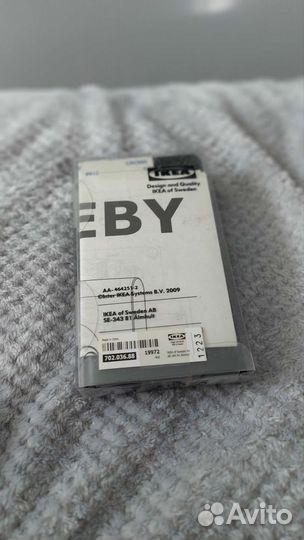 IKEA
Design and Quality
IKEA of Sweden
EBY
AA- 464251-2
©Inter IKEA Systems B.V. 2009
IKEA of Sweden AB
SE-343 81 Älmhult
702.036.88
19972
IKEA
1223
Avito